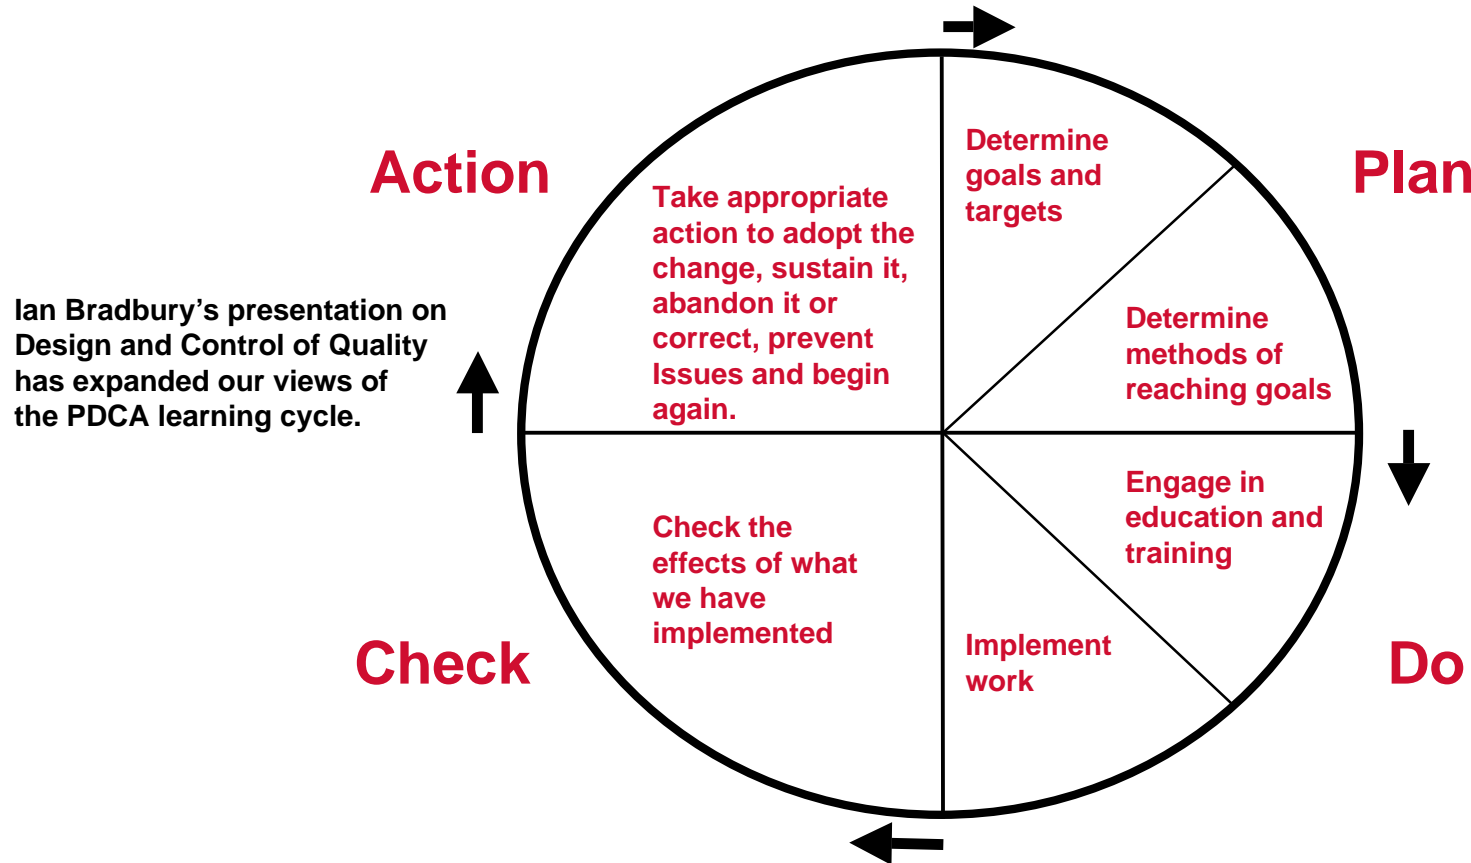 Action
Plan
Determine
goals and
targets
Take appropriate
action to adopt the
change, sustain it,
abandon it or
correct, prevent
Issues and begin
again.
Ian Bradbury’s presentation on
Design and Control of Quality
has expanded our views of
the PDCA learning cycle.
Determine
methods of
reaching goals
Engage in
education and
training
Check the
effects of what
we have
implemented
Implement
work
Check
Do